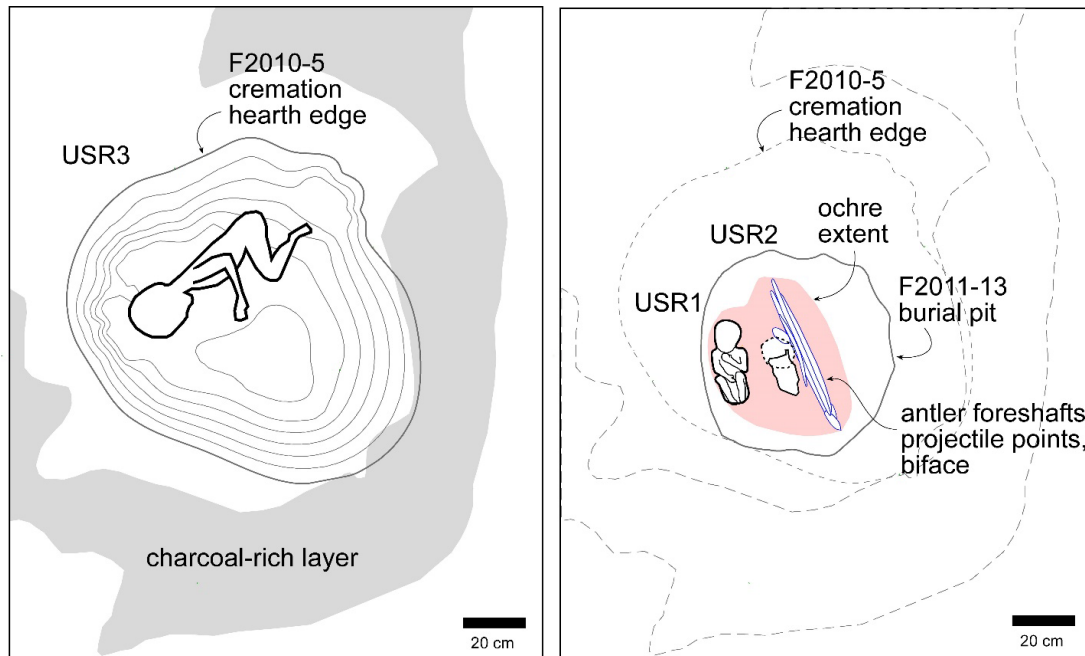 F2010-5
cremation
hearth edge
USR3
charcoal-rich layer
20 cm
F2010-5
cremation
hearth edge
ochre
extent
USR2
F2011-13
burial pit
USR1
antler foreshafts,
projectile points,
biface
20 cm